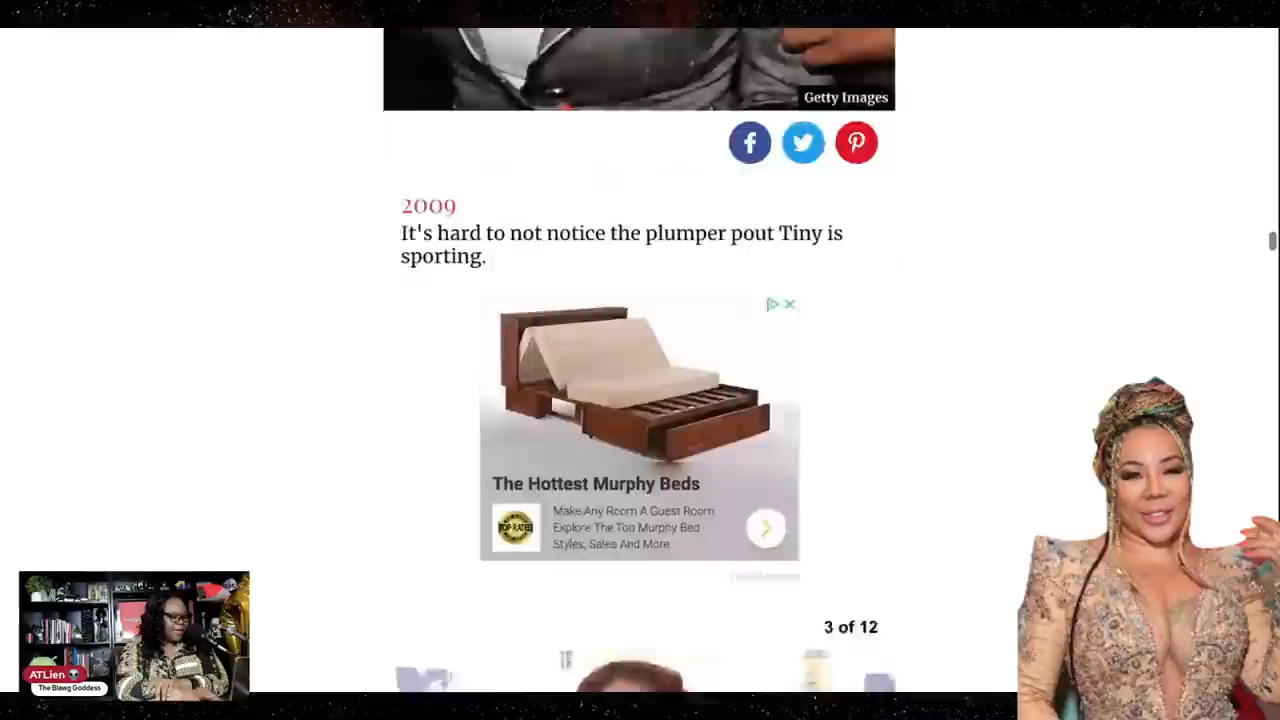 Getty Images
2009
It's hard to not notice the plumper pout Tiny is
sporting.
The Hottest Murphy Beds
TOP RATED
Make Any Room A Guest Room.
Explore The Top Murphy Bed
Styles, Sales And More
3 of 12
ATLien
The Blawg Goddess